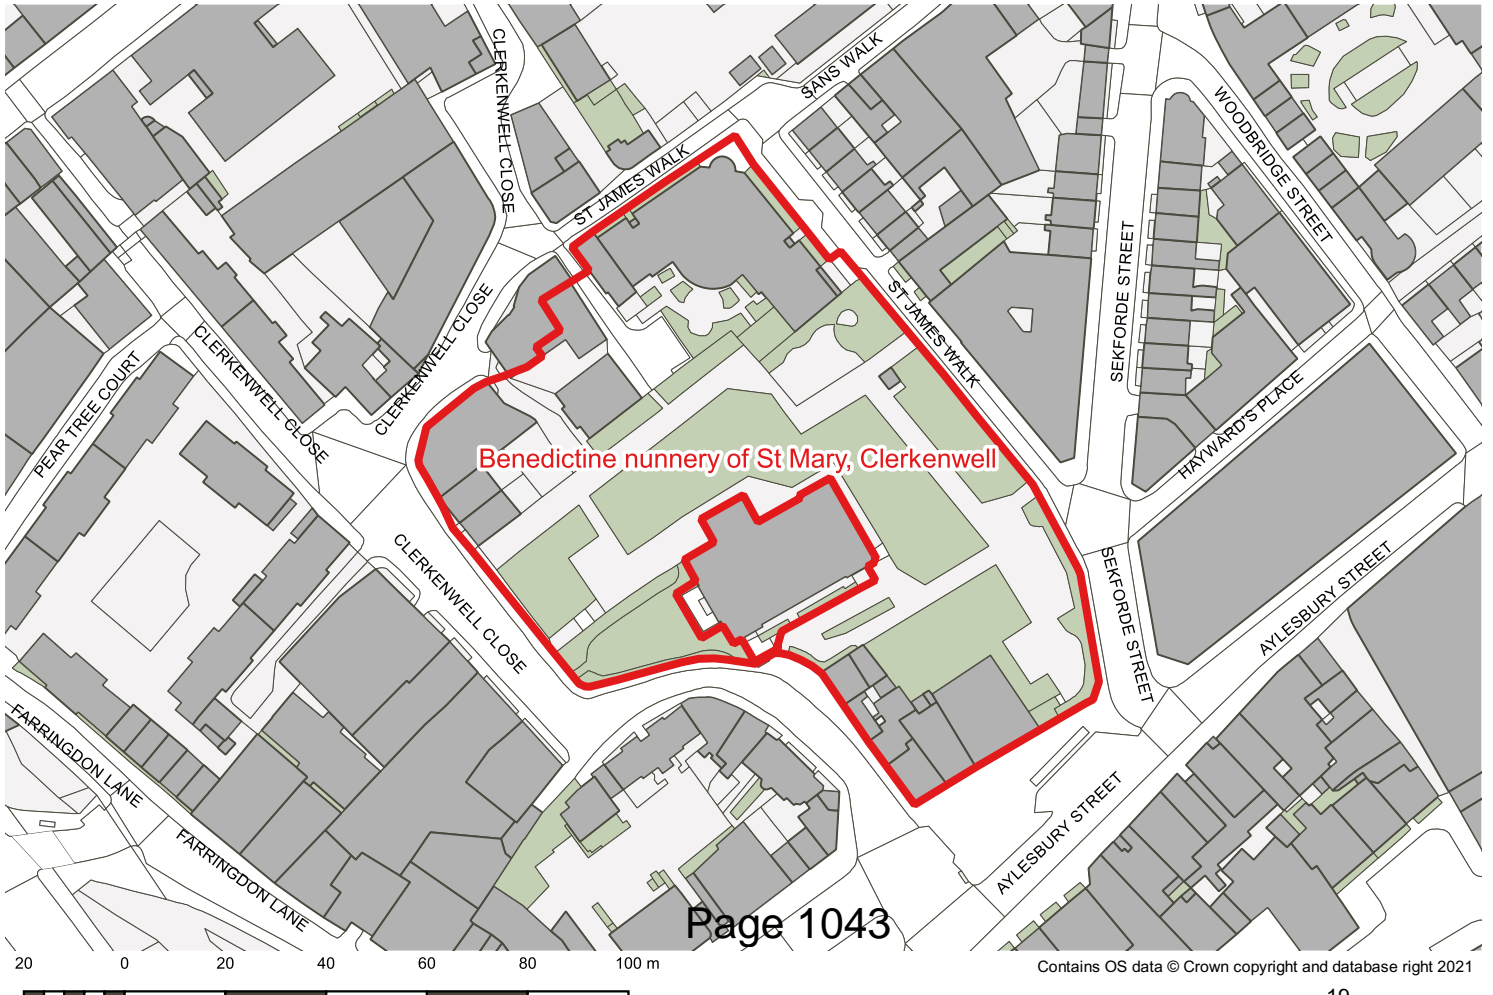 CLERKENWELL CLOSE
SANS WALK
WOODBRIDGE STREET
ST JAMES WALK
SEKFORDE STREET
CLERKENWELL CLOSE
ST JAMES WALK
CLERKENWELL CLOSE
PEAR TREE COURT
HAYWARD'S PLACE
Benedictine nunnery of St Mary, Clerkenwell
CLERKENWELL CLOSE
SEKFORDE STREET
AYLESBURY STREET
FARRINGDON LANE
AYLESBURY STREET
FARRINGDON LANE
Page 1043
20 0 20 40 60 80 100 m
Contains OS data © Crown copyright and database right 2021